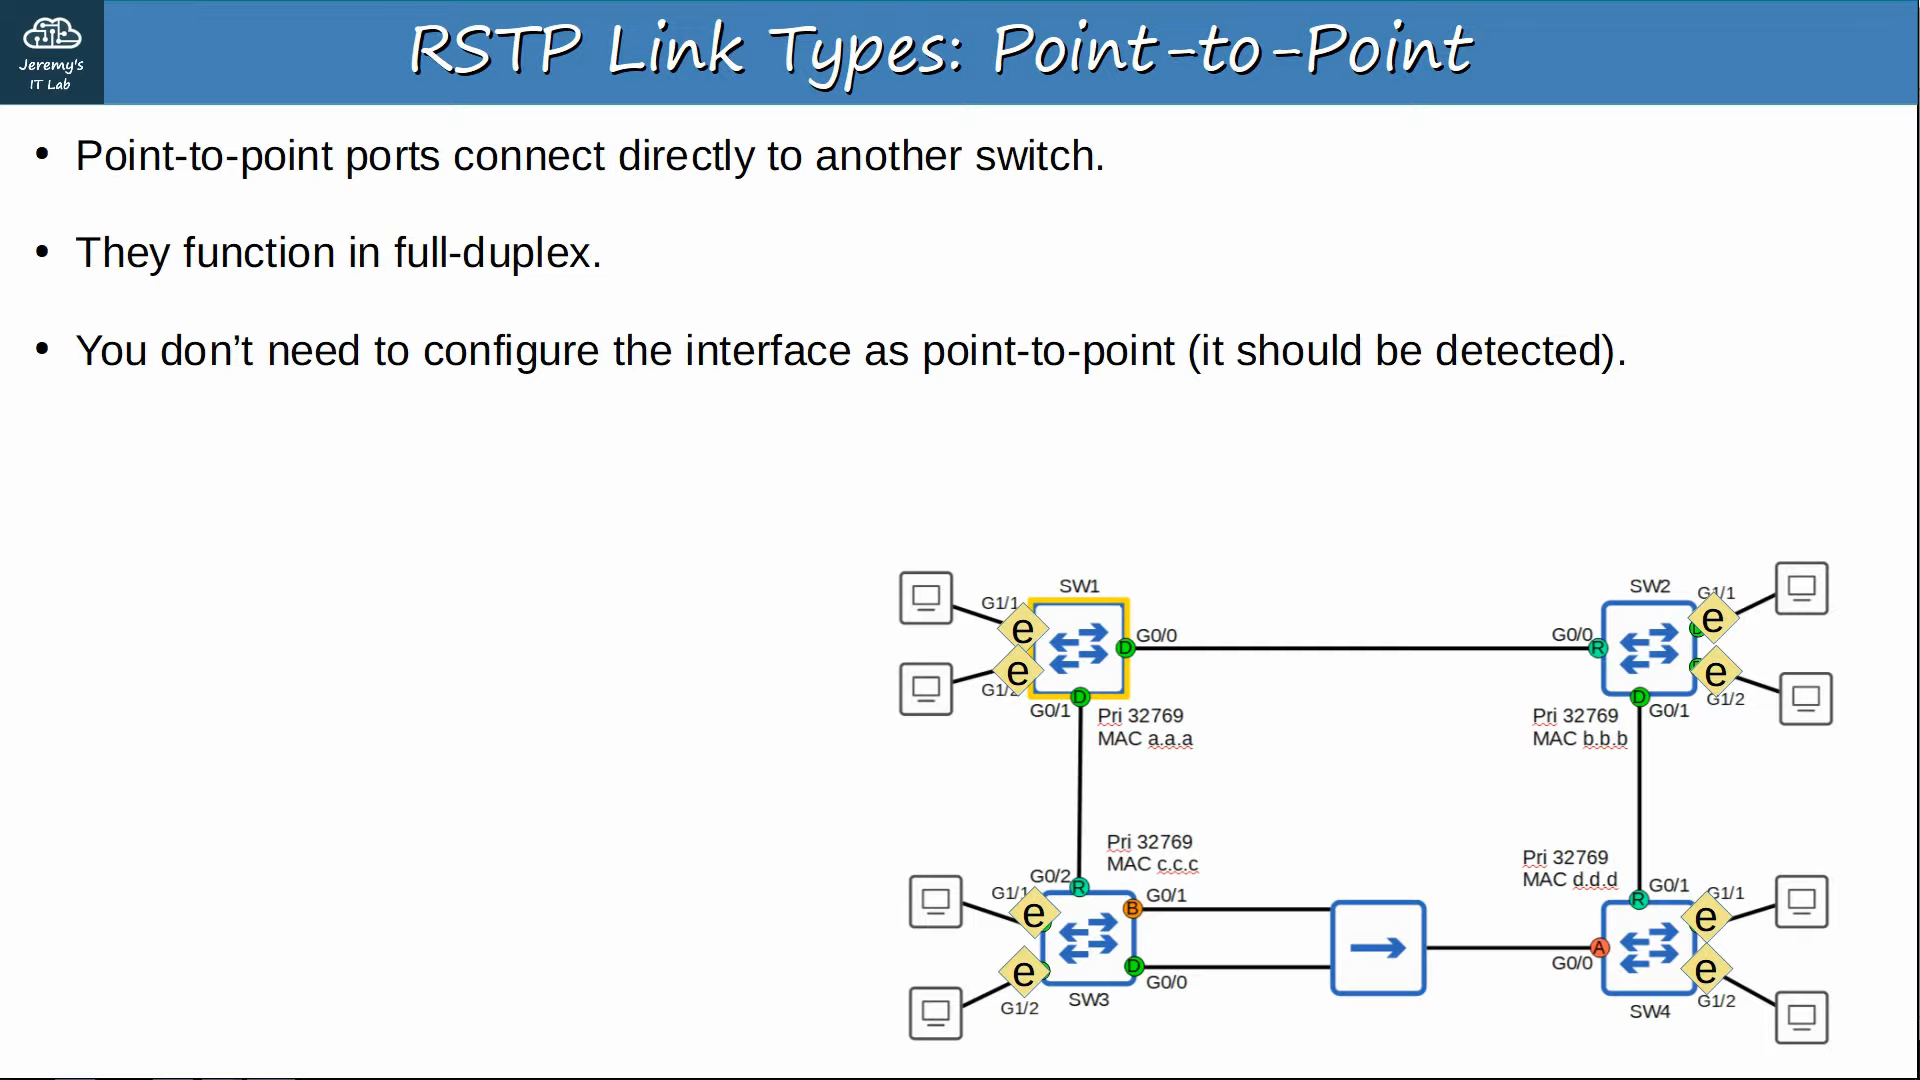 Jeremy's
IT Lab
RSTP Link Types: Point-to-Point
• Point-to-point ports connect directly to another switch.
• They function in full-duplex.
• You don’t need to configure the interface as point-to-point (it should be detected).
SW1
SW2
G1/1
G1/1
e
e
D
G0/0
G0/0
R
e
e
G1/2
G1/2
D
G0/1
D
G0/1
Pri 32769
MAC a.a.a
Pri 32769
MAC b.b.b
Pri 32769
MAC c.c.c
Pri 32769
MAC d.d.d
G0/2
R
G0/1
R
G1/1
G1/1
e
B
G0/1
e
A
G0/0
e
D
G0/0
e
G1/2
SW3
G1/2
SW4